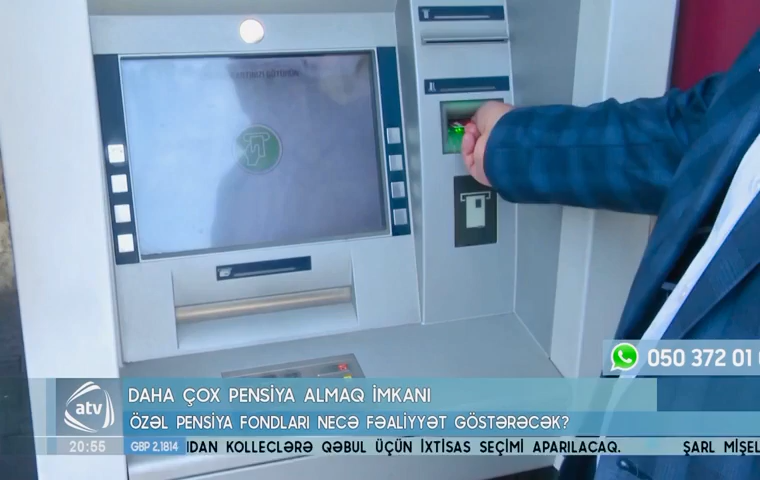 050 372 01
DAHA ÇOX PENSİYA ALMAQ İMKANI
atv
ÖZƏL PENSİYA FONDLARI NECƏ FƏALİYYƏT GÖSTƏRƏCƏK?
20:55 GBP 2,1814 IDAN KOLLECLƏRƏ QƏBUL ÜÇÜN İXTİSAS SEÇİMİ APARILACAQ. ŞARL MİŞEL